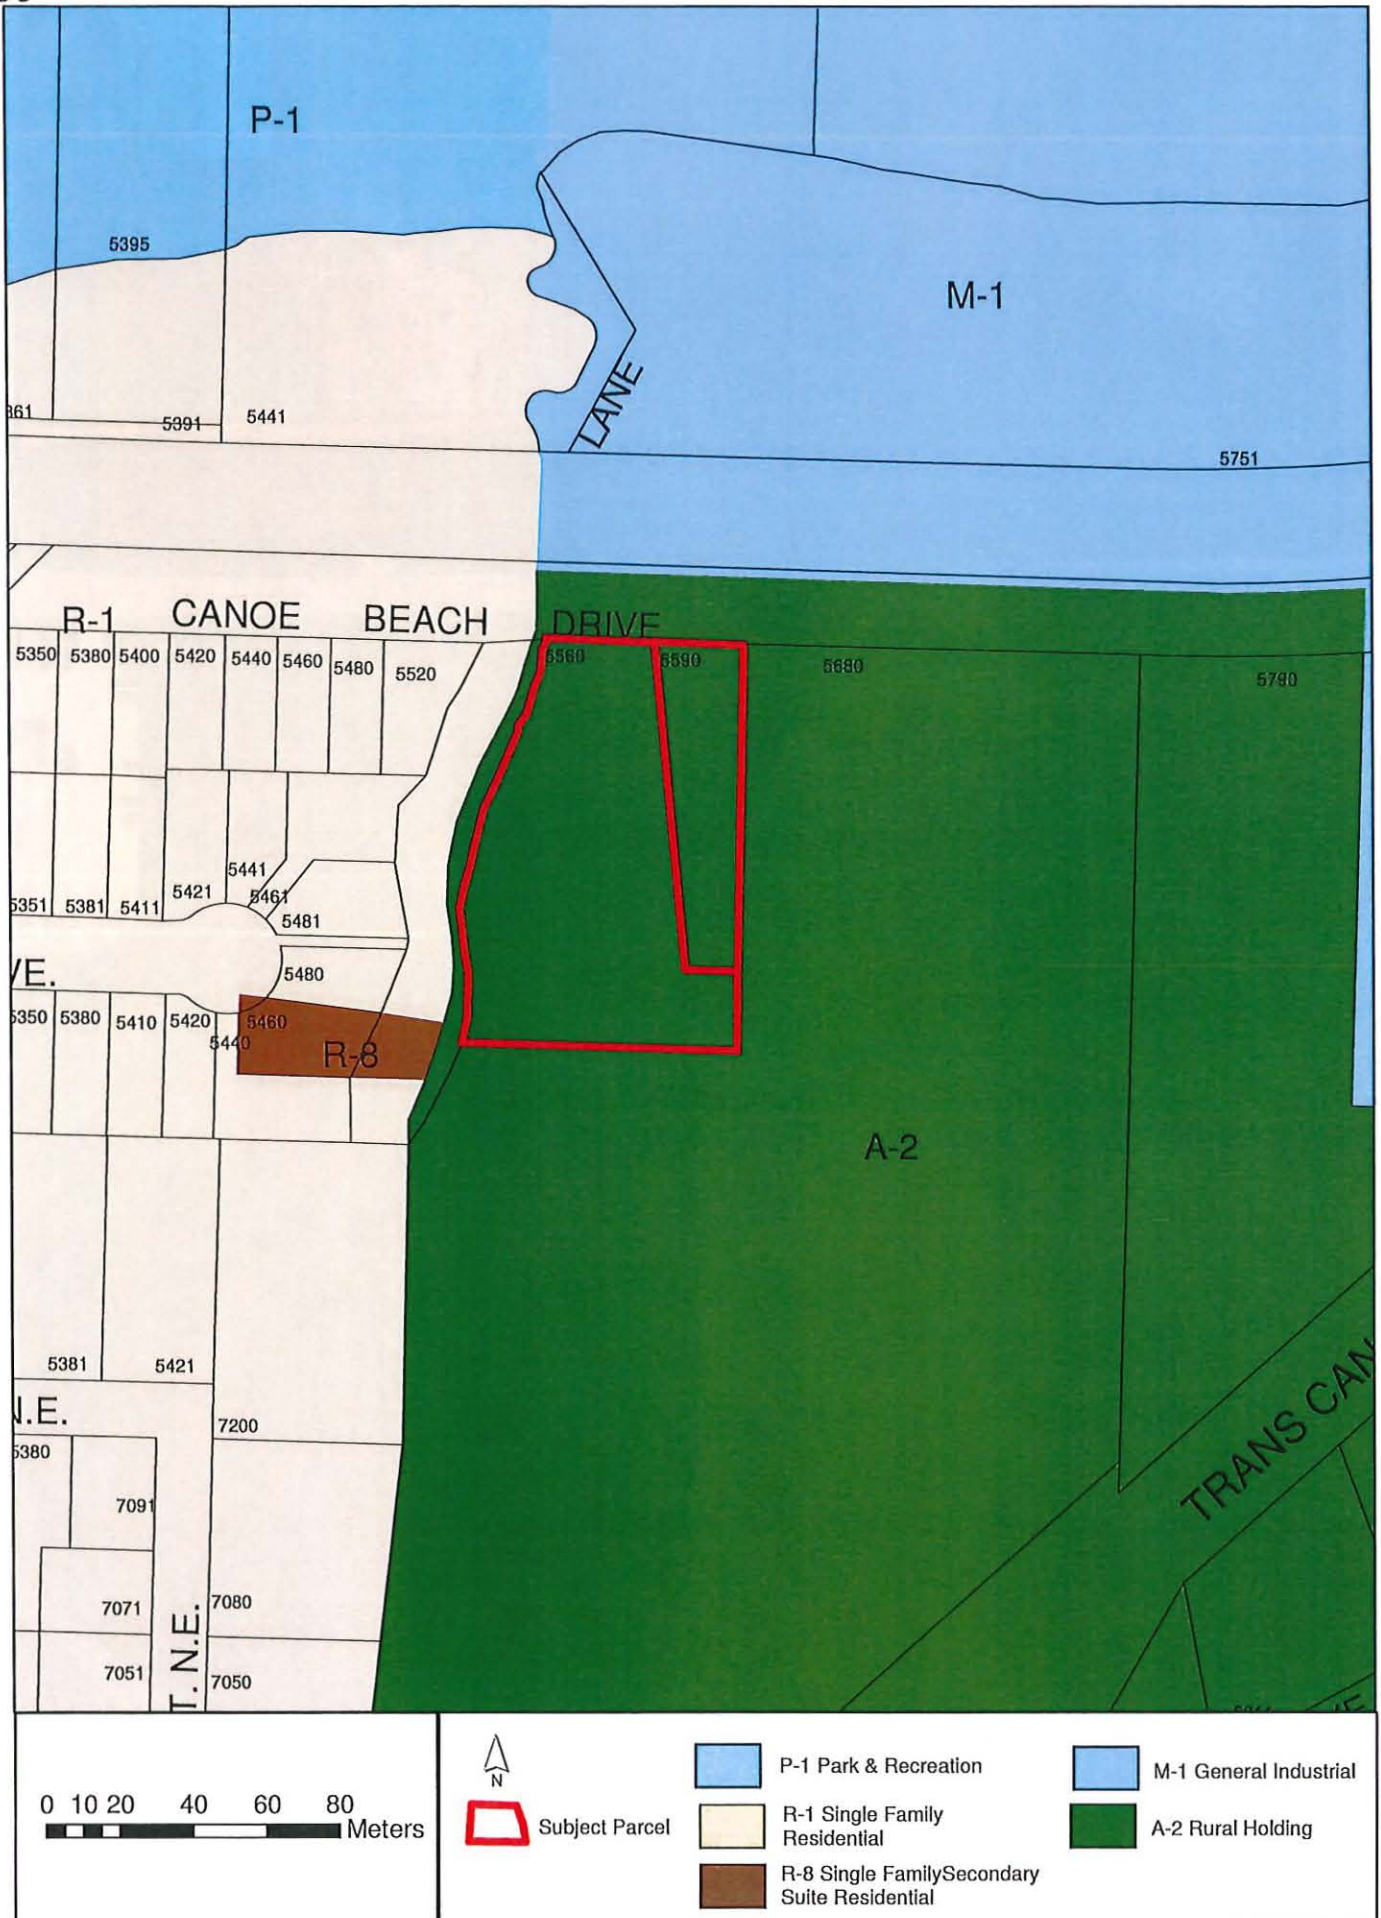 P-1
5395
M-1
361
5391
5441
LANE
5751
R-1
CANOE BEACH DRIVE
5350 5380 5400 5420 5440 5460 5480 5520 5560 5590 5680 5790
5441
5461
5351 5381 5411 5421 5481
VE.
5480
5350 5380 5410 5420 5440 5460
R-8
A-2
5381 5421
N.E.
5380
7200
TRANS CAN
7091
7071
7080
7051
T. N.E.
7050
0 10 20 40 60 80
Meters
N
Subject Parcel
P-1 Park & Recreation
R-1 Single Family
Residential
R-8 Single FamilySecondary
Suite Residential
M-1 General Industrial
A-2 Rural Holding